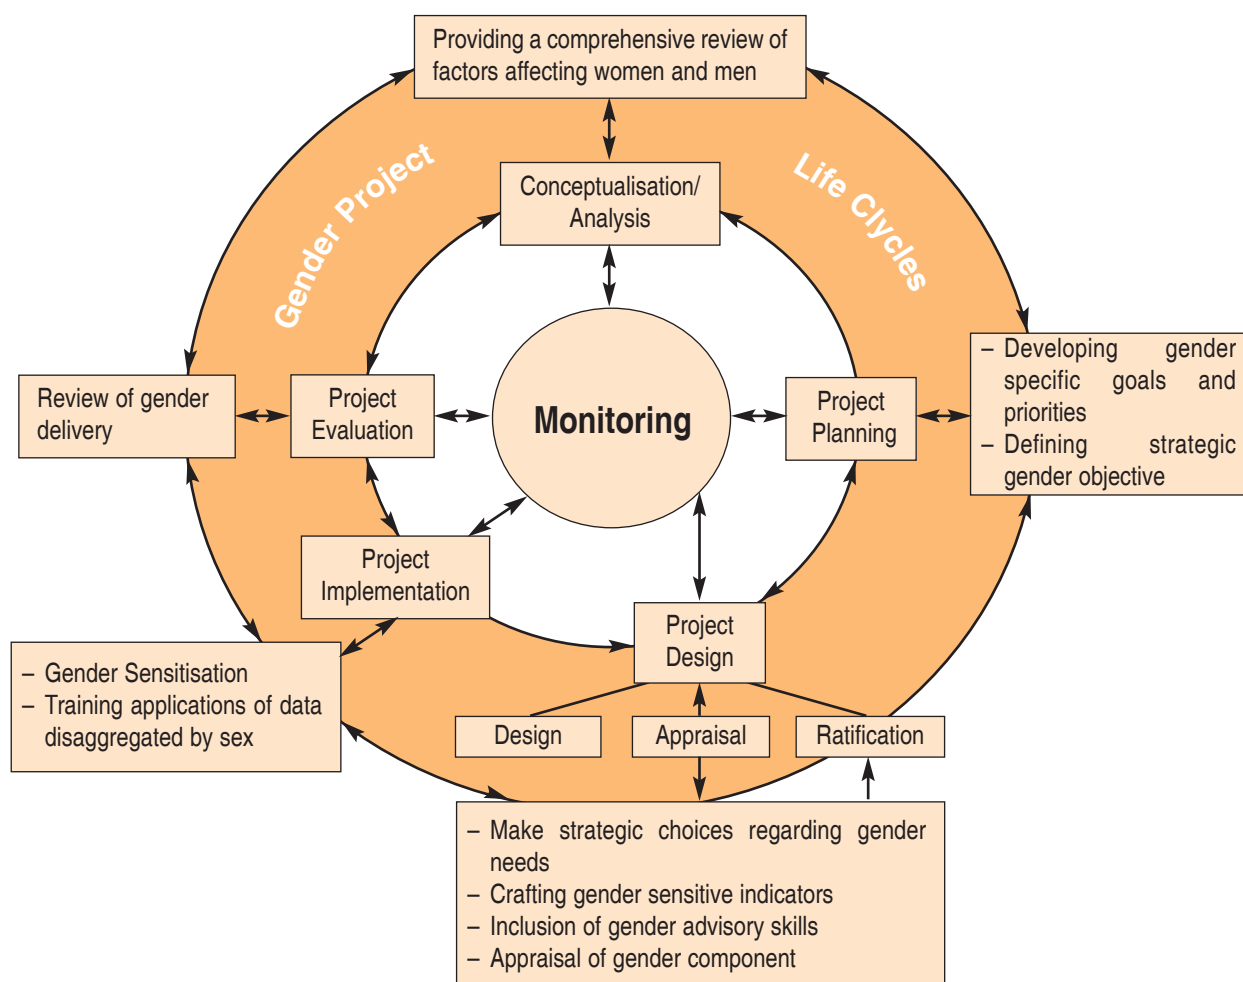 Providing a comprehensive review of
factors affecting women and men
Gender Project
Life Clycles
Conceptualisation/
Analysis
Review of gender
delivery
Project
Evaluation
Monitoring
Project
Planning
– Developing gender
specific goals and
priorities
– Defining strategic
gender objective
Project
Implementation
Project
Design
– Gender Sensitisation
– Training applications of data
disaggregated by sex
Design
Appraisal
Ratification
– Make strategic choices regarding gender
needs
– Crafting gender sensitive indicators
– Inclusion of gender advisory skills
– Appraisal of gender component